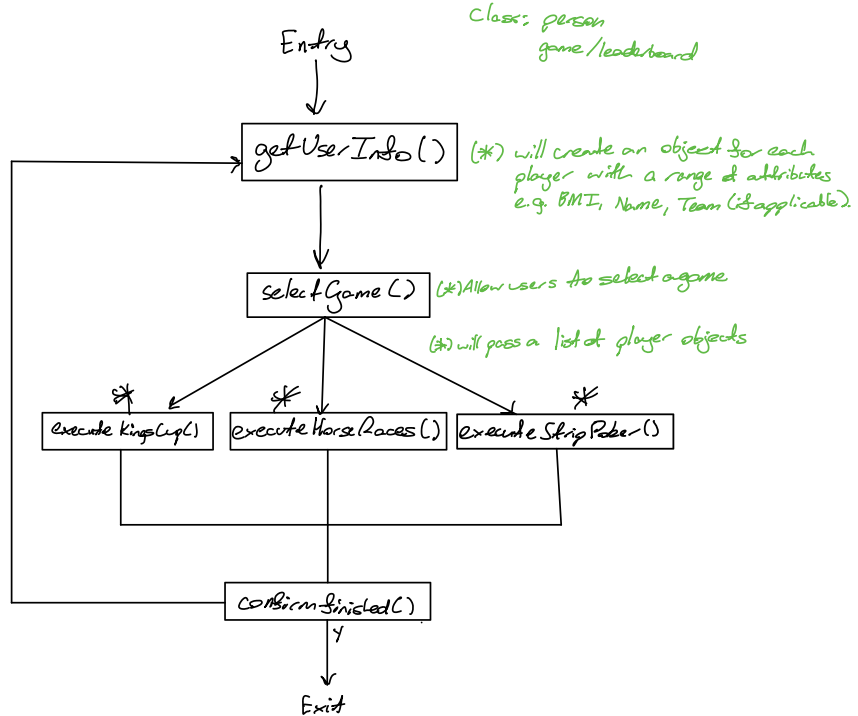 Class: person
game/leaderboard
Entry
getUserInfo()
(*) will create an object for each
player with a range of attributes
e.g. BMI, Name, Team (if applicable).
selectGame()
(*) Allow users to select a game
(*) will pass a list of player objects
*
*
*
executeKingsCup()
executeHorseRaces()
executeStripPoker()
confirmfinished()
Y
Exit